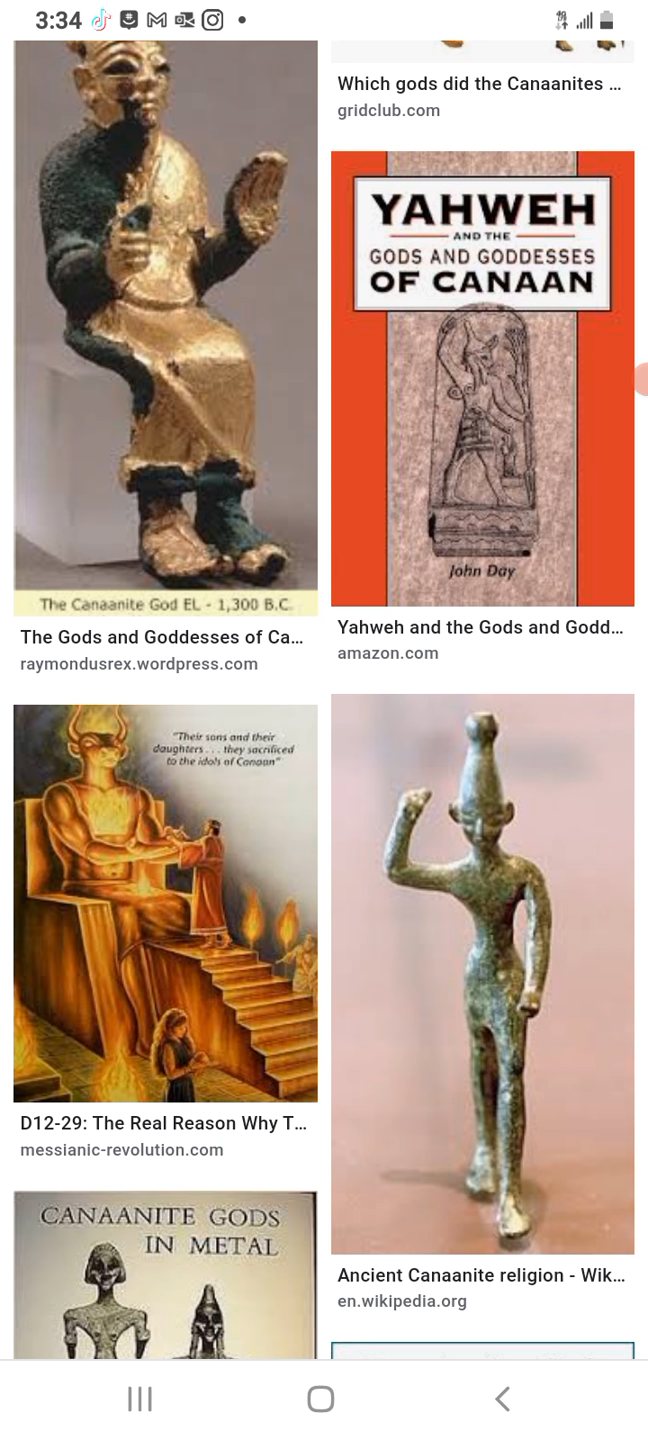 3:34
4G
The Canaanite God EL - 1,300 B.C.
The Gods and Goddesses of Ca...
raymondusrex.wordpress.com
"Their sons and their
daughters . . . they sacrificed
to the idols of Canaan"
D12-29: The Real Reason Why T...
messianic-revolution.com
CANAANITE GODS
IN METAL
Which gods did the Canaanites ...
gridclub.com
YAHWEH
AND THE
GODS AND GODDESSES
OF CANAAN
John Day
Yahweh and the Gods and Godd...
amazon.com
Ancient Canaanite religion - Wik...
en.wikipedia.org